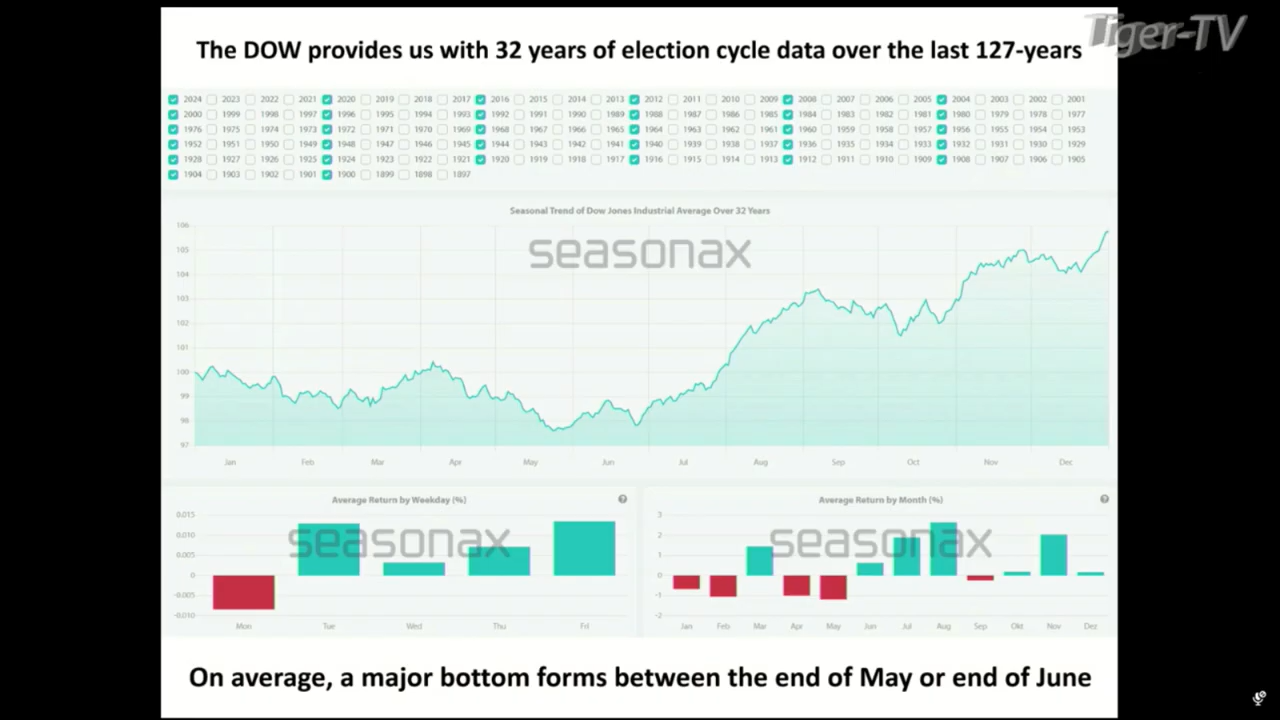 The DOW provides us with 32 years of election cycle data over the last 127-years
Tiger-TV
2024 2023 2022 2021 2020 2019 2018 2017 2016 2015 2014 2013 2012 2011 2010 2009 2008 2007 2006 2005 2004 2003 2002 2001
2000 1999 1998 1997 1996 1995 1994 1993 1992 1991 1990 1989 1988 1987 1986 1985 1984 1983 1982 1981 1980 1979 1978 1977
1976 1975 1974 1973 1972 1971 1970 1969 1968 1967 1966 1965 1964 1963 1962 1961 1960 1959 1958 1957 1956 1955 1954 1953
1952 1951 1950 1949 1948 1947 1946 1945 1944 1943 1942 1941 1940 1939 1938 1937 1936 1935 1934 1933 1932 1931 1930 1929
1928 1927 1926 1925 1924 1923 1922 1921 1920 1919 1918 1917 1916 1915 1914 1913 1912 1911 1910 1909 1908 1907 1906 1905
1904 1903 1902 1901 1900 1899 1898 1897
Seasonal Trend of Dow Jones Industrial Average Over 32 Years
seasonax
106
105
104
103
102
101
100
99
98
97
Jan Feb Mar Apr May Jun Jul Aug Sep Oct Nov Dec
Average Return by Weekday (%)
seasonax
0.015
0.010
0.005
0
-0.005
-0.010
Mon Tue Wed Thu Fri
Average Return by Month (%)
seasonax
3
2
1
0
-1
-2
Jan Feb Mar Apr May Jun Jul Aug Sep Okt Nov Dez
On average, a major bottom forms between the end of May or end of June